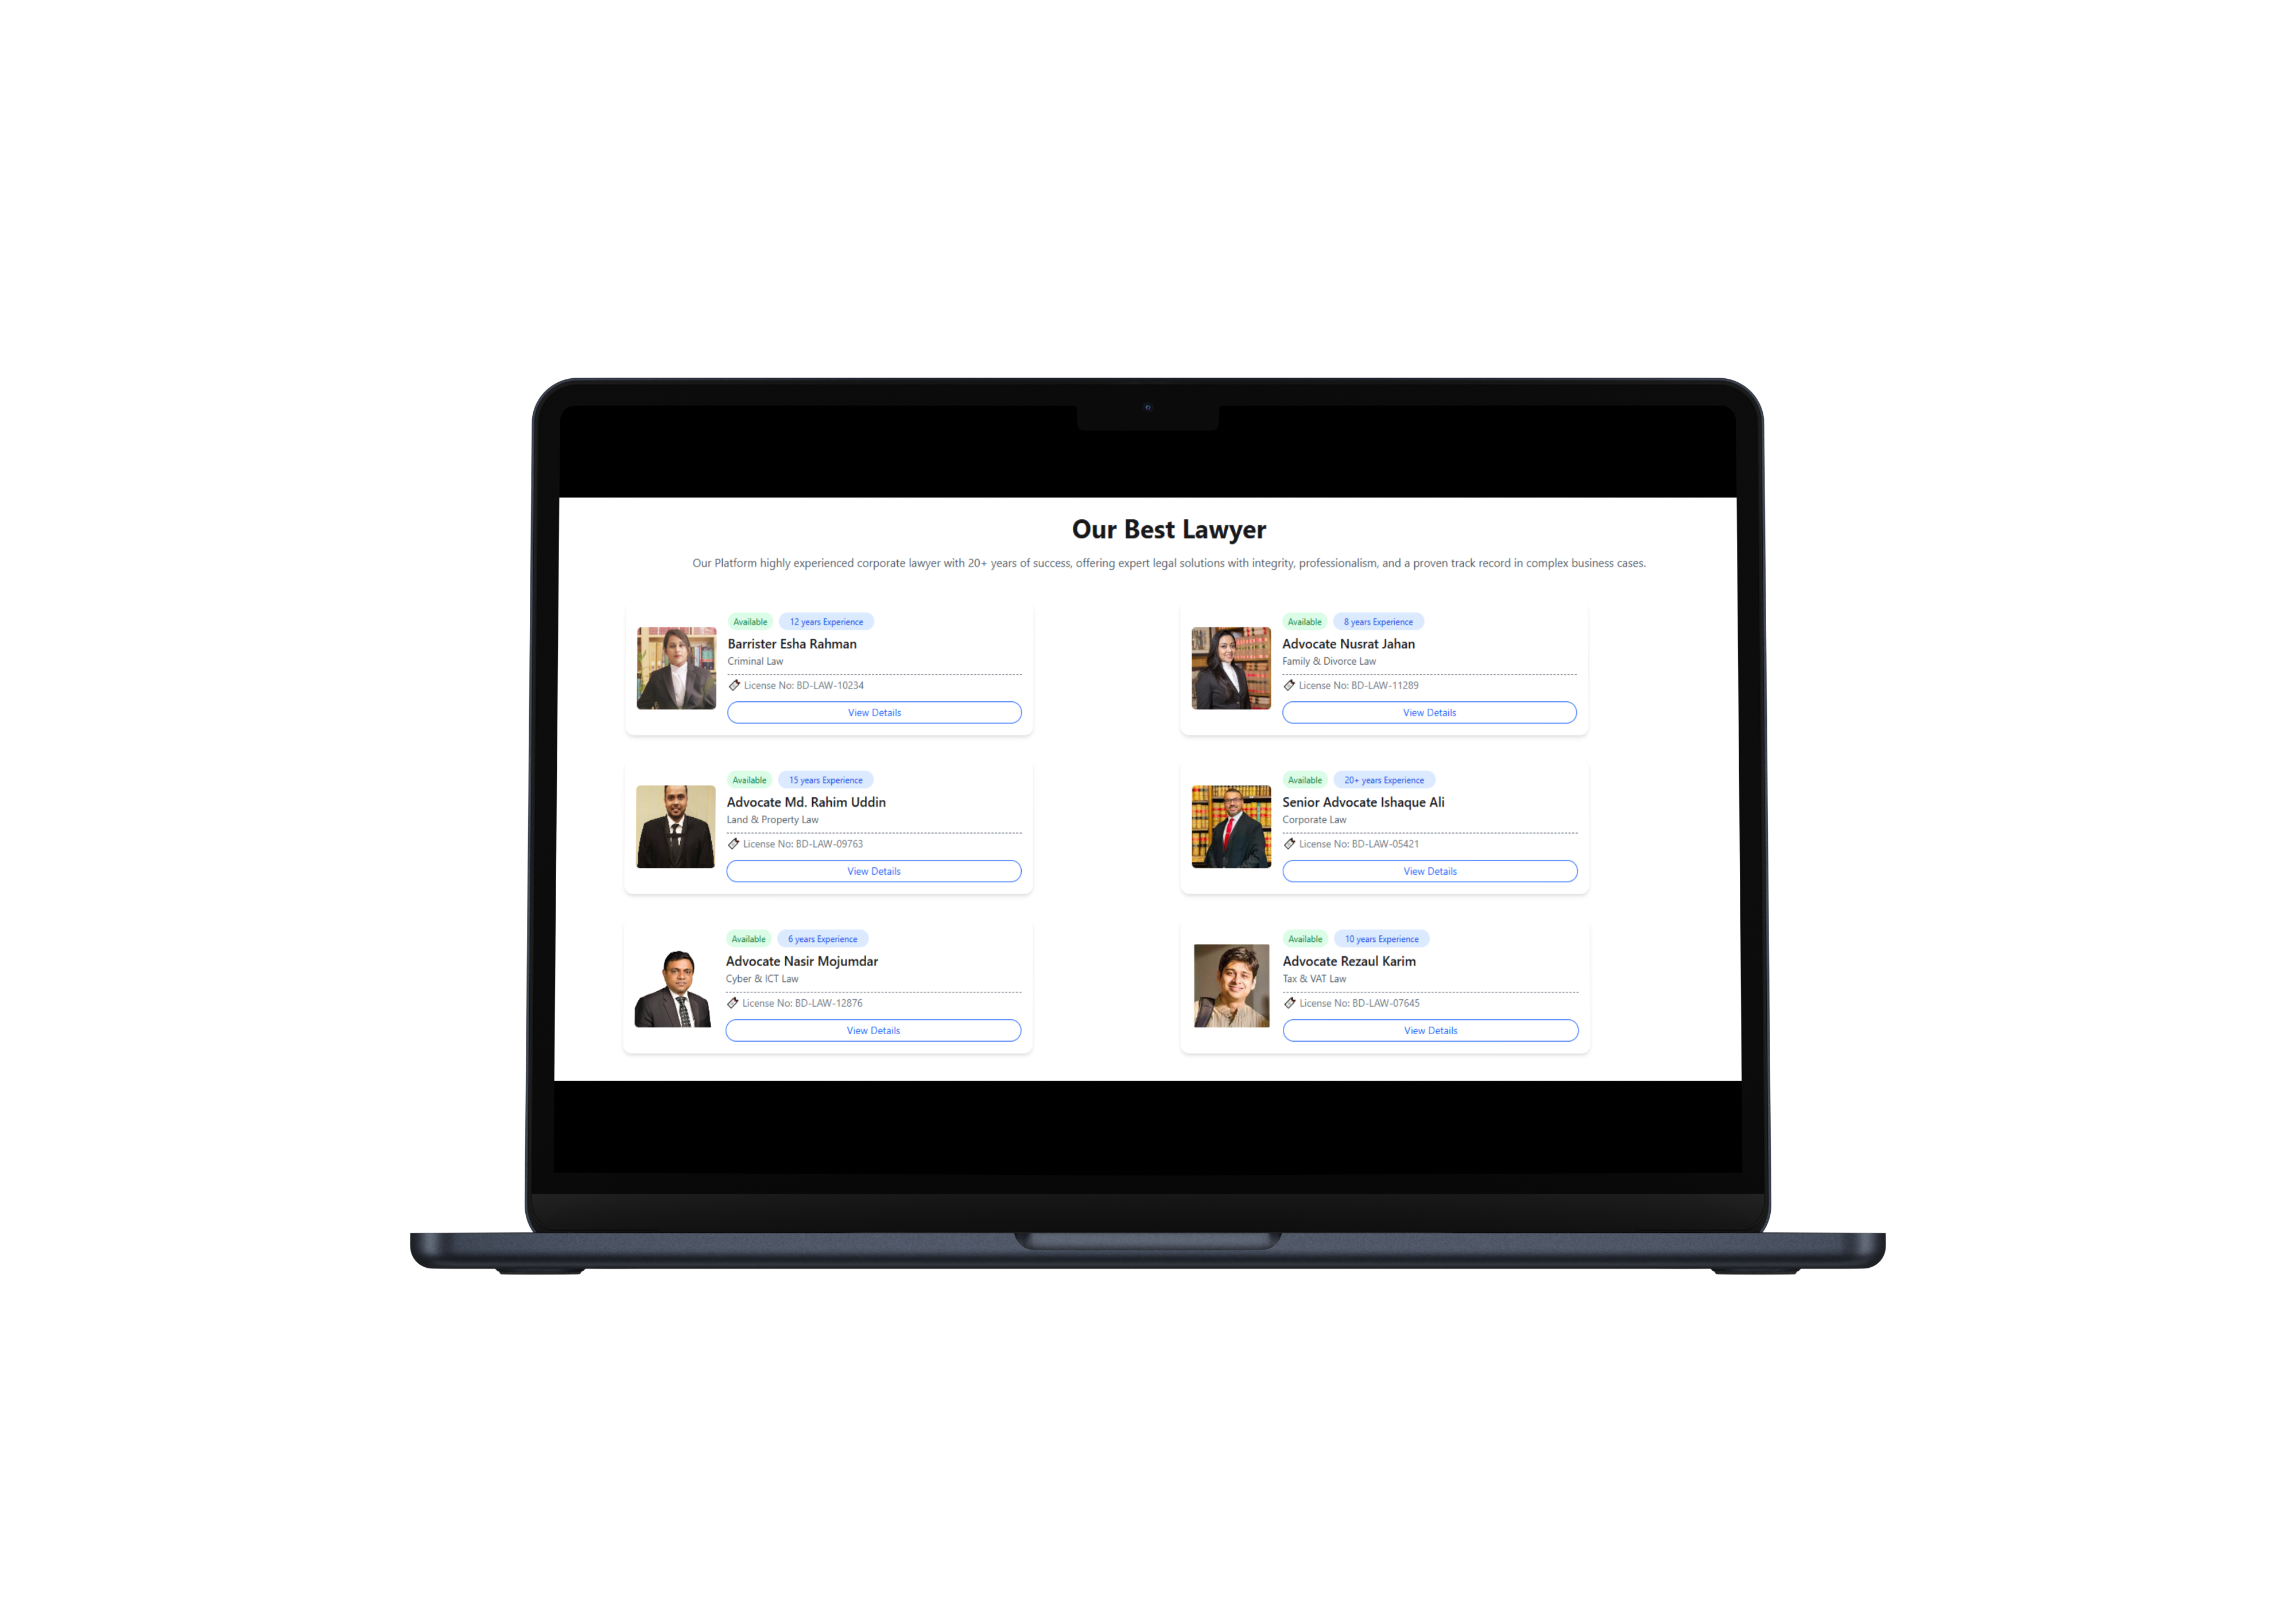 Our Best Lawyer
Our Platform highly experienced corporate lawyer with 20+ years of success, offering expert legal solutions with integrity, professionalism, and a proven track record in complex business cases.
Available 12 years Experience
Barrister Esha Rahman
Criminal Law
License No: BD-LAW-10234
View Details
Available 8 years Experience
Advocate Nusrat Jahan
Family & Divorce Law
License No: BD-LAW-11289
View Details
Available 15 years Experience
Advocate Md. Rahim Uddin
Land & Property Law
License No: BD-LAW-09763
View Details
Available 20+ years Experience
Senior Advocate Ishaque Ali
Corporate Law
License No: BD-LAW-05421
View Details
Available 6 years Experience
Advocate Nasir Mojumdar
Cyber & ICT Law
License No: BD-LAW-12876
View Details
Available 10 years Experience
Advocate Rezaul Karim
Tax & VAT Law
License No: BD-LAW-07645
View Details